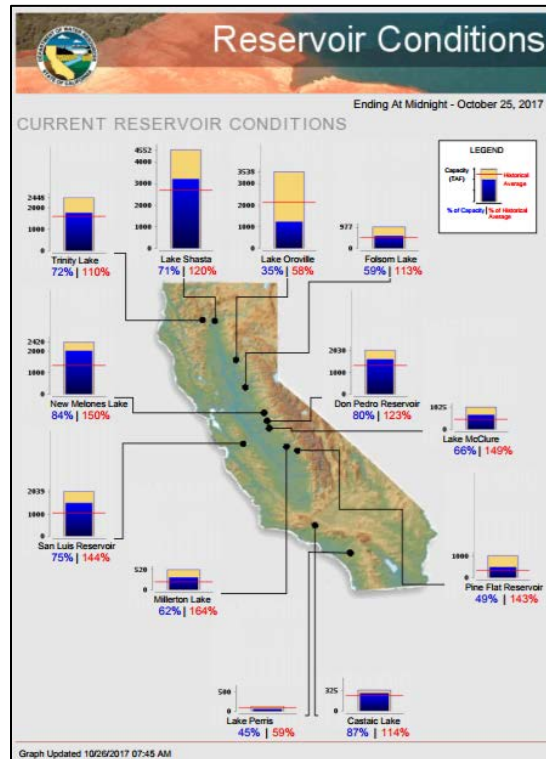 Reservoir Conditions
Ending At Midnight - October 25, 2017
CURRENT RESERVOIR CONDITIONS
LEGEND
Capacity
(TAF)
Historical
Average
% of Capacity | % of Historical
Average
2445
2000
1000
0
Trinity Lake
72% | 110%
4552
4000
3000
2000
1000
0
Lake Shasta
71% | 120%
3538
3000
2000
1000
0
Lake Oroville
35% | 58%
977
0
Folsom Lake
59% | 113%
2420
2000
1000
0
New Melones Lake
84% | 150%
2030
1000
0
Don Pedro Reservoir
80% | 123%
1025
0
Lake McClure
66% | 149%
2035
1000
0
San Luis Reservoir
75% | 144%
520
0
Millerton Lake
62% | 164%
1000
0
Pine Flat Reservoir
49% | 143%
500
0
Lake Perris
45% | 59%
325
0
Castaic Lake
87% | 114%
Graph Updated 10/26/2017 07:45 AM